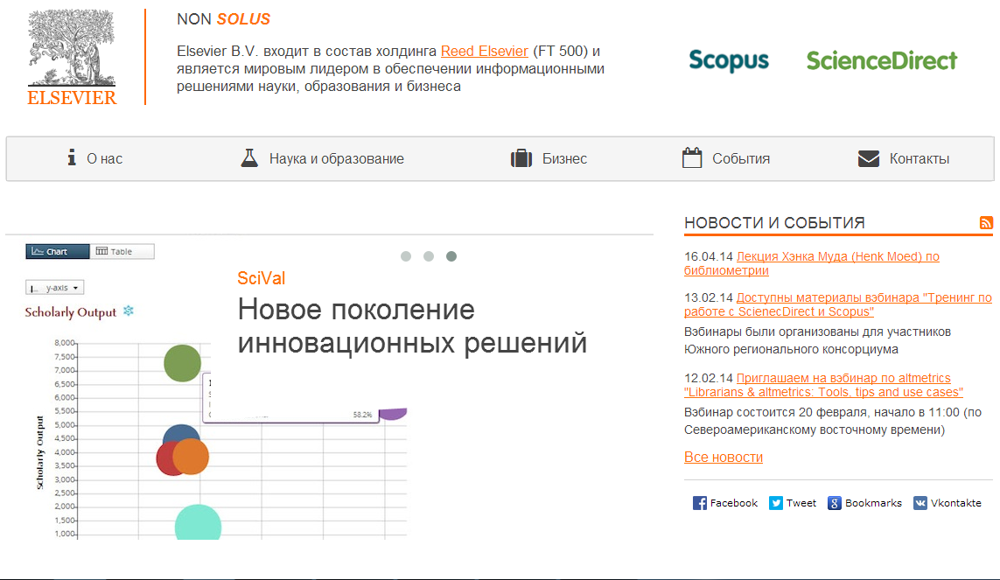 ELSEVIER
NON SOLUS
Elsevier B.V. входит в состав холдинга Reed Elsevier (FT 500) и
является мировым лидером в обеспечении информационными
решениями науки, образования и бизнеса
Scopus
ScienceDirect
О нас
Наука и образование
Бизнес
События
Контакты
Chart
Table
y-axis
Scholarly Output
8,000
7,500
7,000
6,500
6,000
5,500
5,000
4,500
4,000
3,500
3,000
2,500
2,000
1,500
1,000
Scholarly Output
58.2%
SciVal
Новое поколение
инновационных решений
НОВОСТИ И СОБЫТИЯ
16.04.14 Лекция Хэнка Муда (Henk Moed) по
библиометрии
13.02.14 Доступны материалы вэбинара "Тренинг по
работе с ScienecDirect и Scopus"
Вэбинары были организованы для участников
Южного регионального консорциума
12.02.14 Приглашаем на вэбинар по altmetrics
"Librarians & altmetrics: Tools, tips and use cases"
Вэбинар состоится 20 февраля, начало в 11:00 (по
Североамериканскому восточному времени)
Все новости
Facebook
Tweet
Bookmarks
Vkontakte